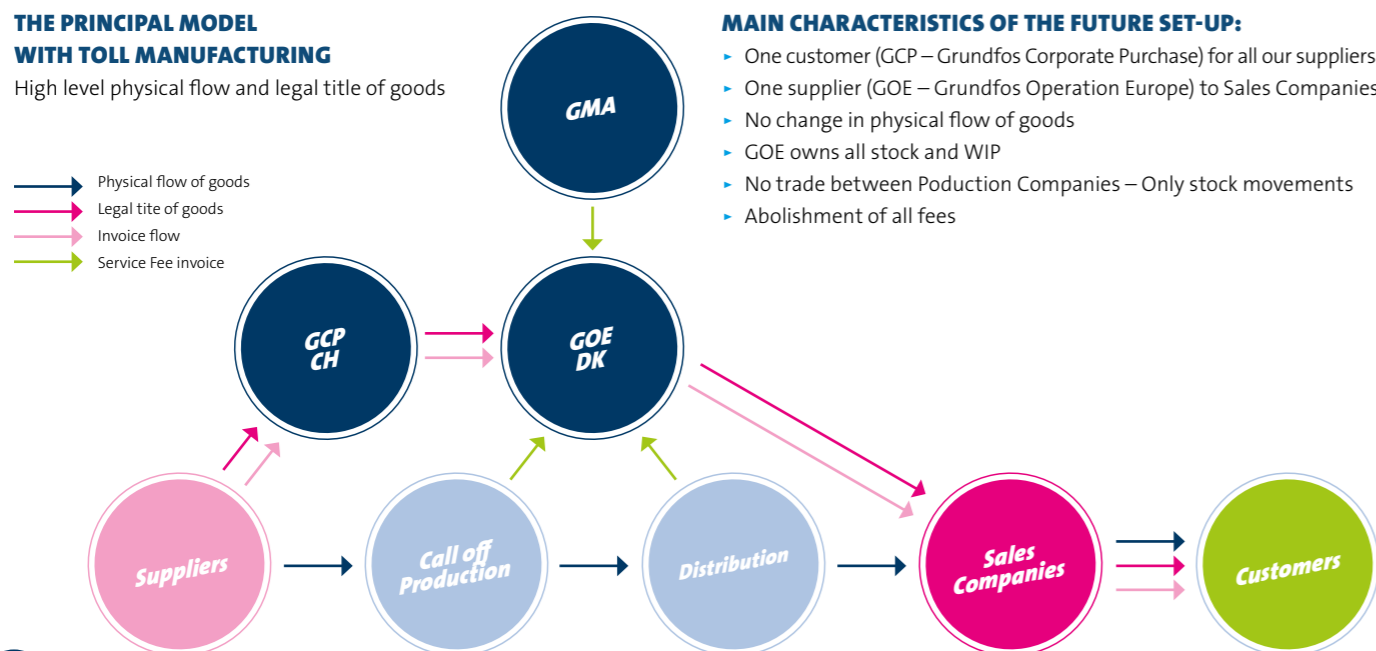 THE PRINCIPAL MODEL
WITH TOLL MANUFACTURING
High level physical flow and legal title of goods
Physical flow of goods
Legal tite of goods
Invoice flow
Service Fee invoice
MAIN CHARACTERISTICS OF THE FUTURE SET-UP:
► One customer (GCP – Grundfos Corporate Purchase) for all our suppliers
► One supplier (GOE – Grundfos Operation Europe) to Sales Companies
► No change in physical flow of goods
► GOE owns all stock and WIP
► No trade between Poduction Companies – Only stock movements
► Abolishment of all fees
GMA
GCP
CH
GOE
DK
Suppliers
Call off
Production
Distribution
Sales
Companies
Customers